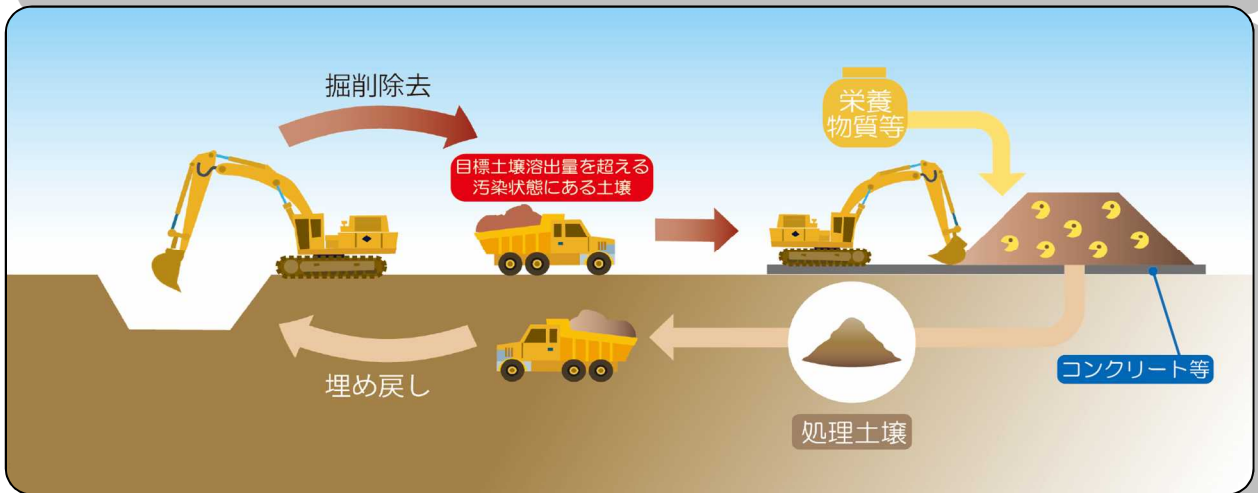 掘削除去
栄養
物質等
目標土壌溶出量を超える
汚染状態にある土壌
埋め戻し
コンクリート等
処理土壌